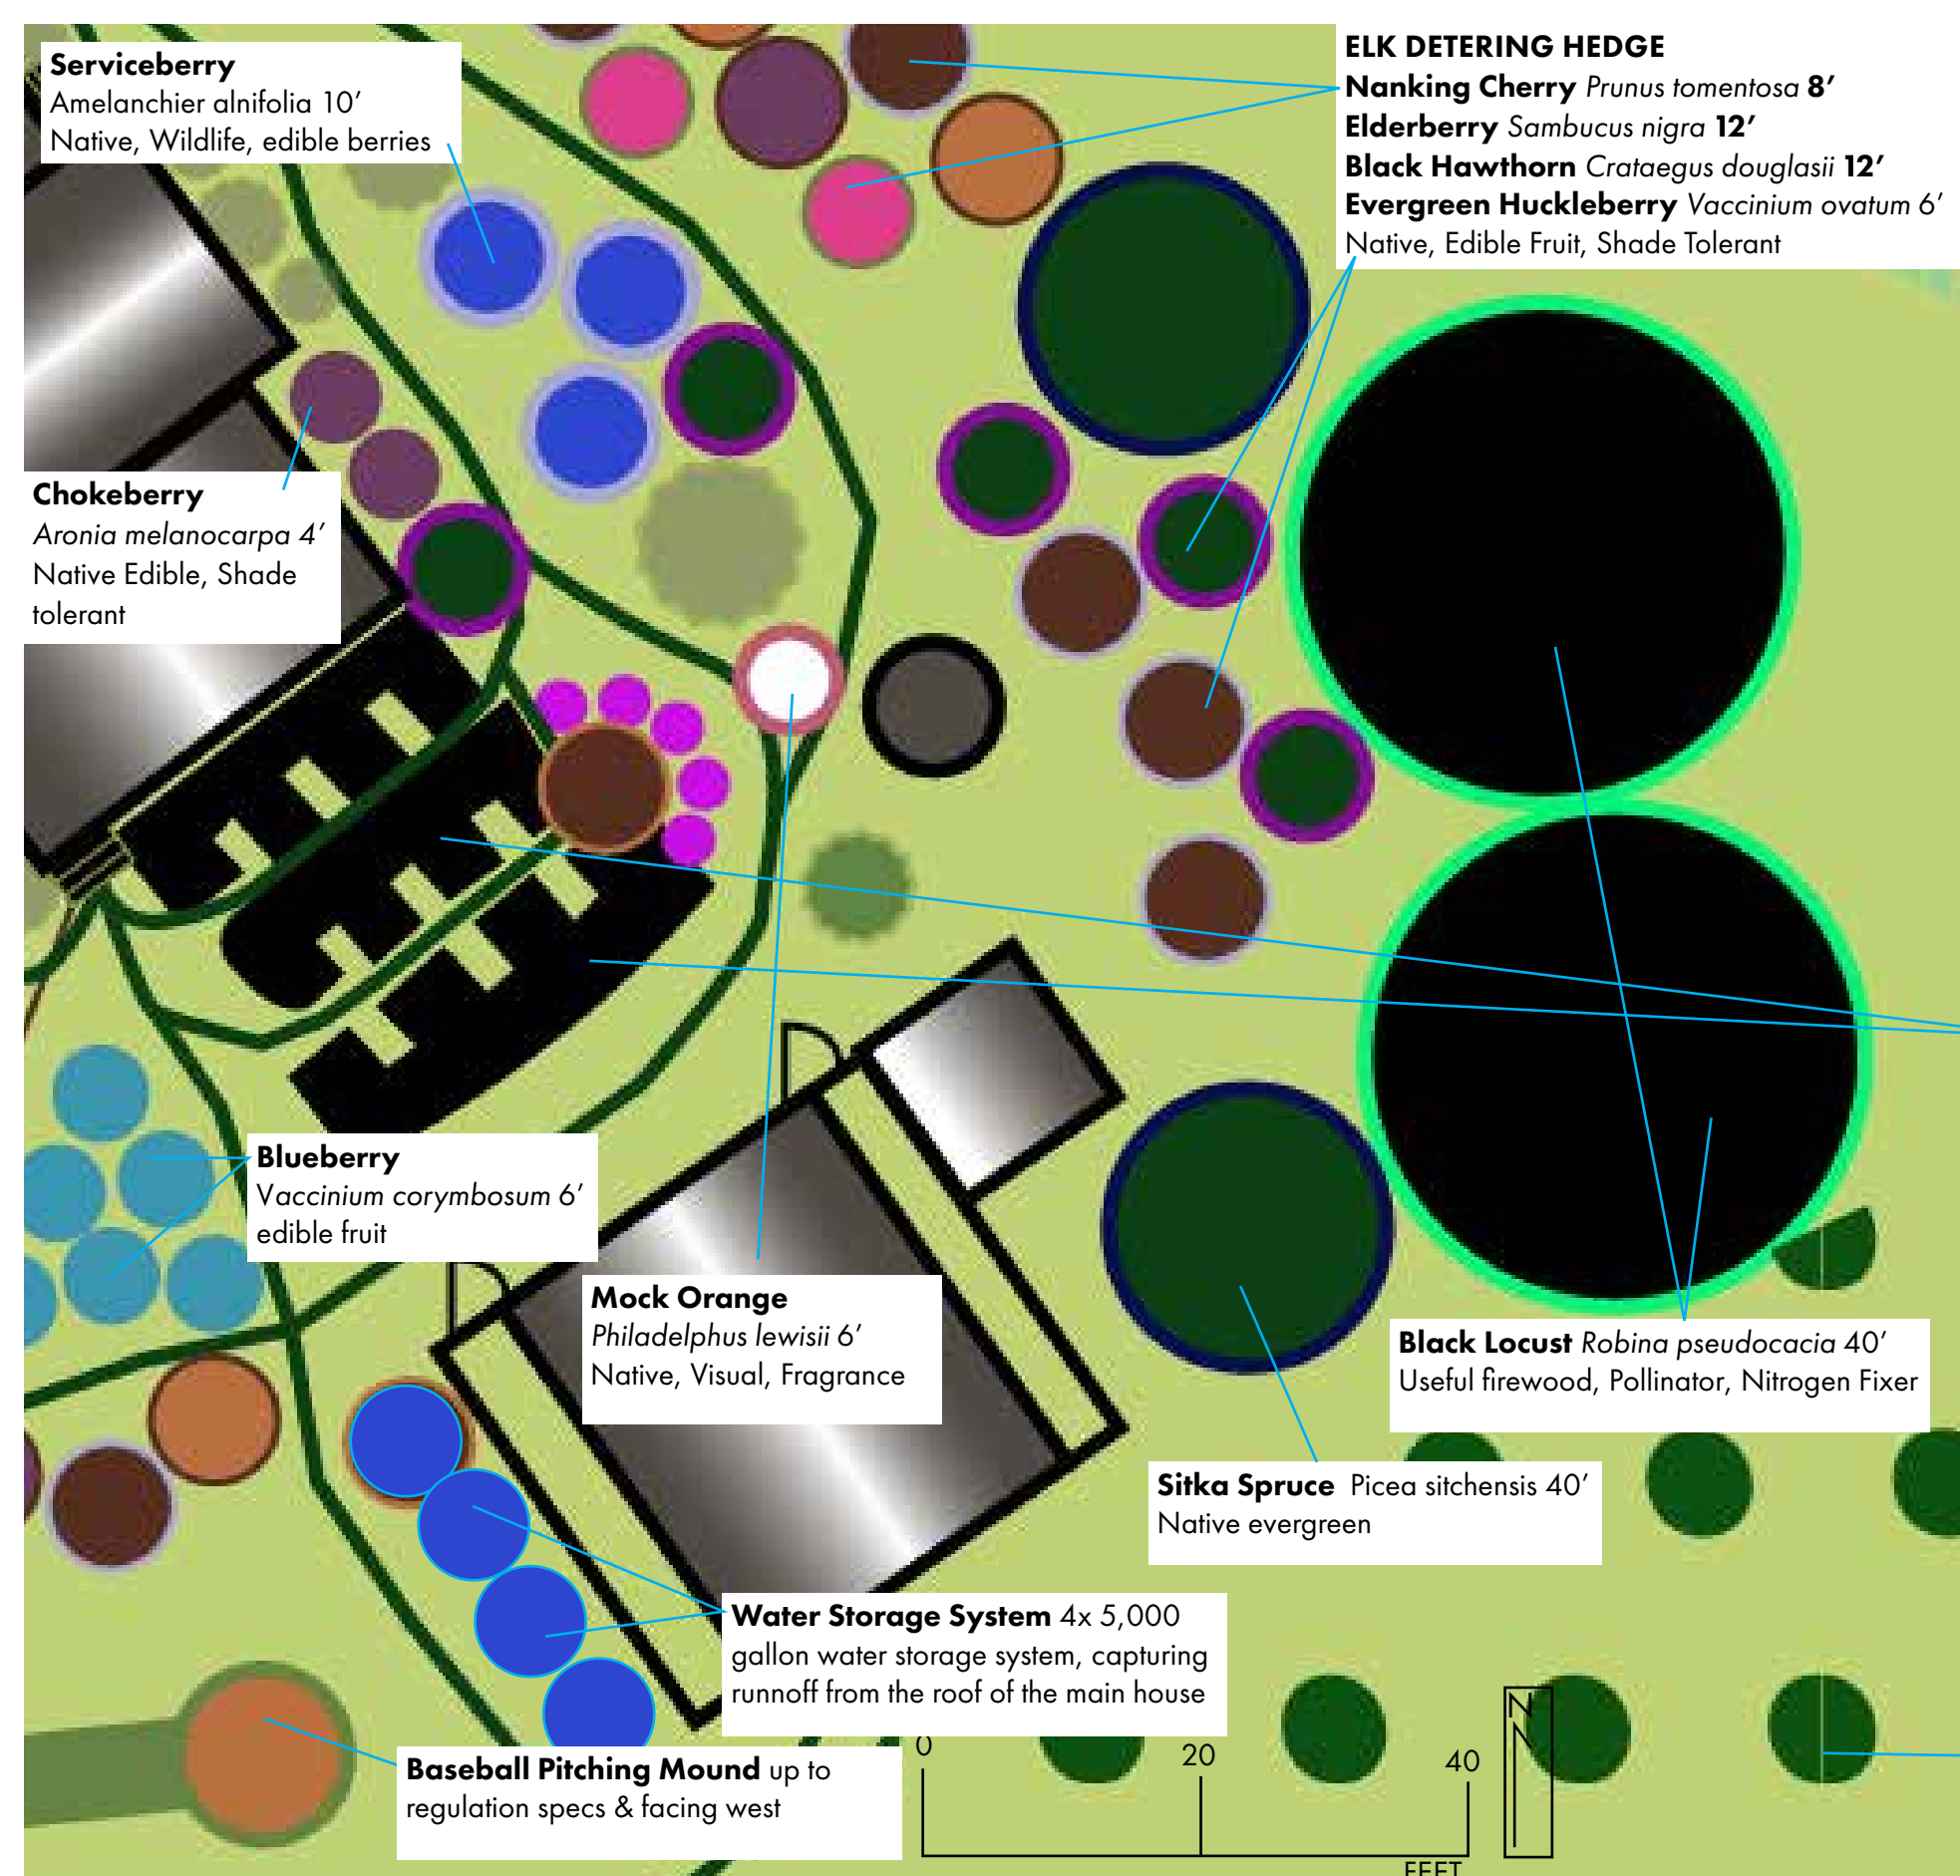 Serviceberry
Amelanchier alnifolia 10’
Native, Wildlife, edible berries
ELK DETERING HEDGE
Nanking Cherry Prunus tomentosa 8’
Elderberry Sambucus nigra 12’
Black Hawthorn Crataegus douglasii 12’
Evergreen Huckleberry Vaccinium ovatum 6’
Native, Edible Fruit, Shade Tolerant
Chokeberry
Aronia melanocarpa 4’
Native Edible, Shade
tolerant
Blueberry
Vaccinium corymbosum 6’
edible fruit
Mock Orange
Philadelphus lewisii 6’
Native, Visual, Fragrance
Black Locust Robina pseudocacia 40’
Useful firewood, Pollinator, Nitrogen Fixer
Sitka Spruce Picea sitchensis 40’
Native evergreen
Water Storage System 4x 5,000
gallon water storage system, capturing
runnoff from the roof of the main house
Baseball Pitching Mound up to
regulation specs & facing west
0 20 40
FEET
N